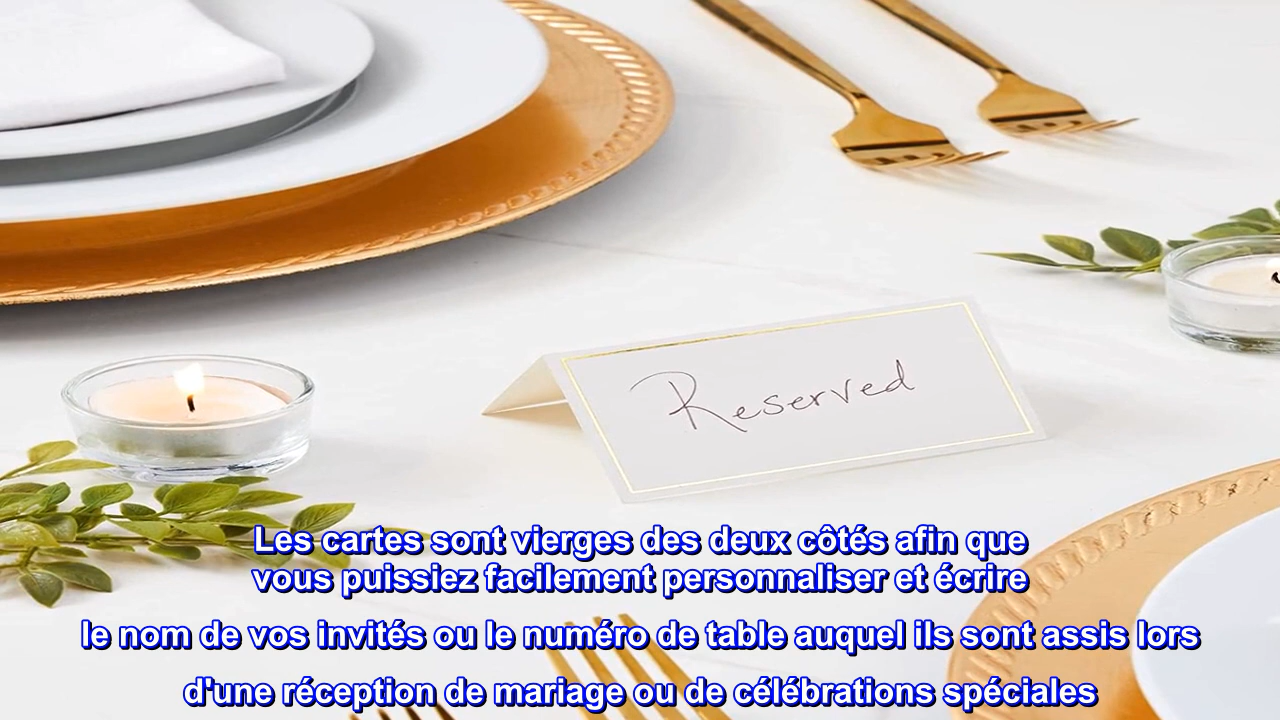 Reserved
Les cartes sont vierges des deux côtés afin que
vous puissiez facilement personnaliser et écrire
le nom de vos invités ou le numéro de table auquel ils sont assis lors
d'une réception de mariage ou de célébrations spéciales